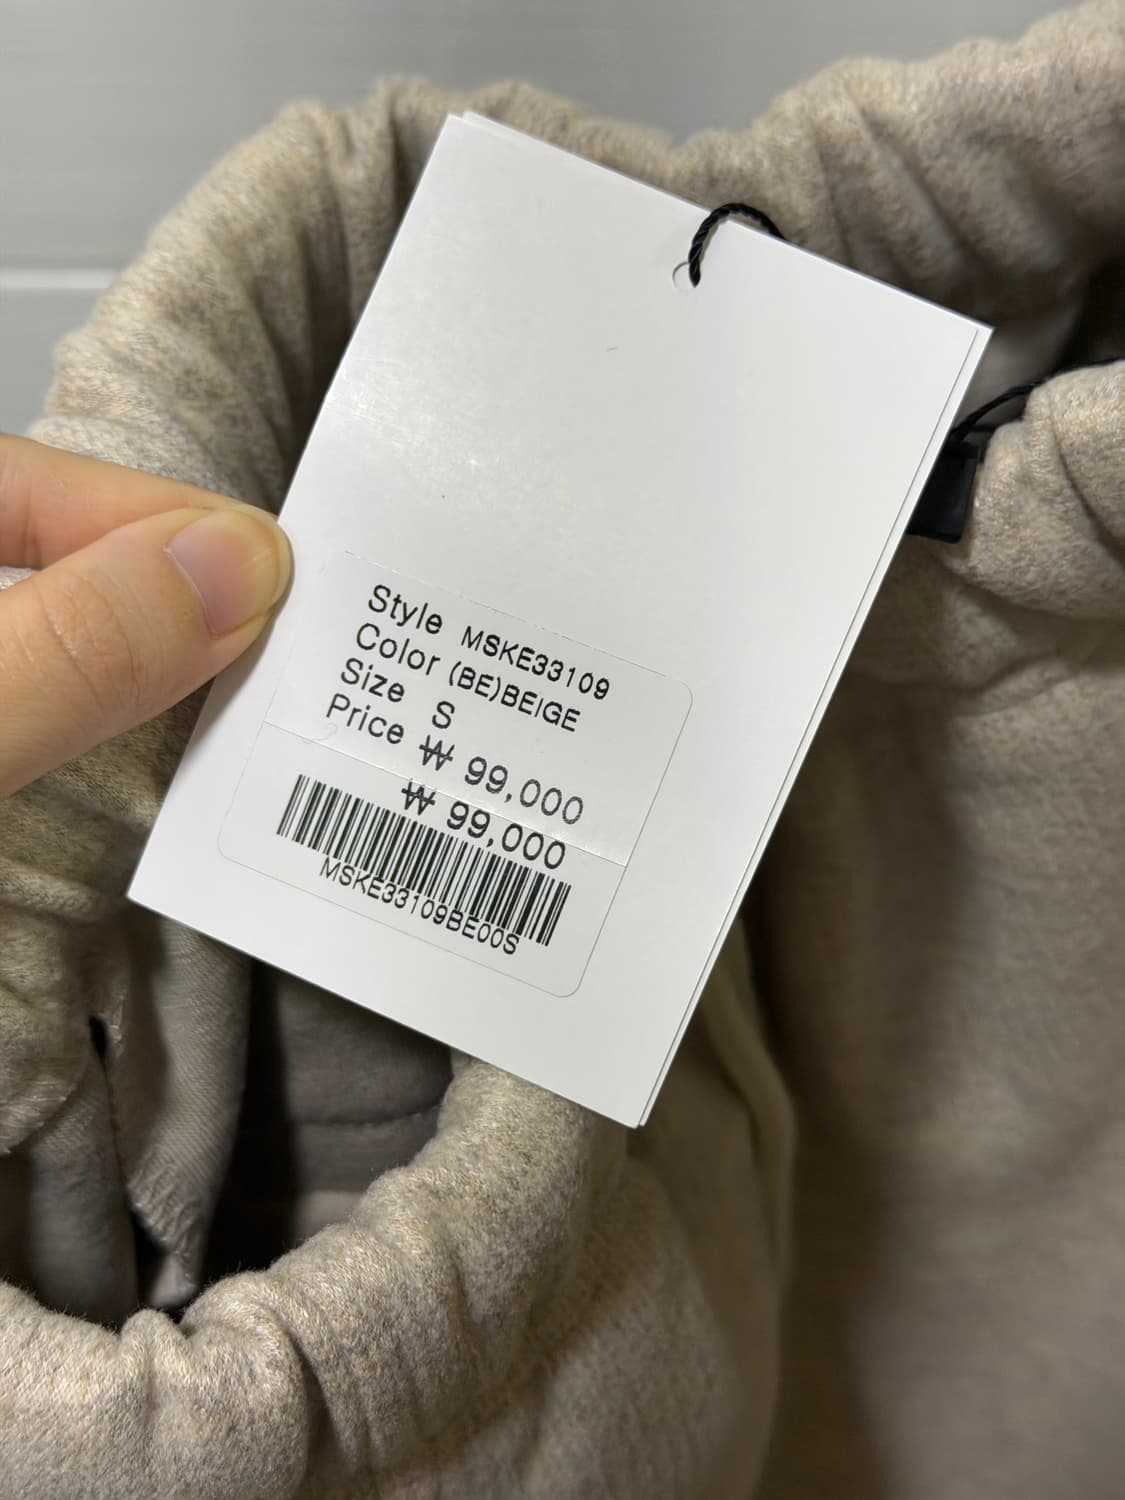 Style MSKE33109
Color (BE)BEIGE
Size S
Price ₩ 99,000
₩ 99,000
MSKE33109BE00S